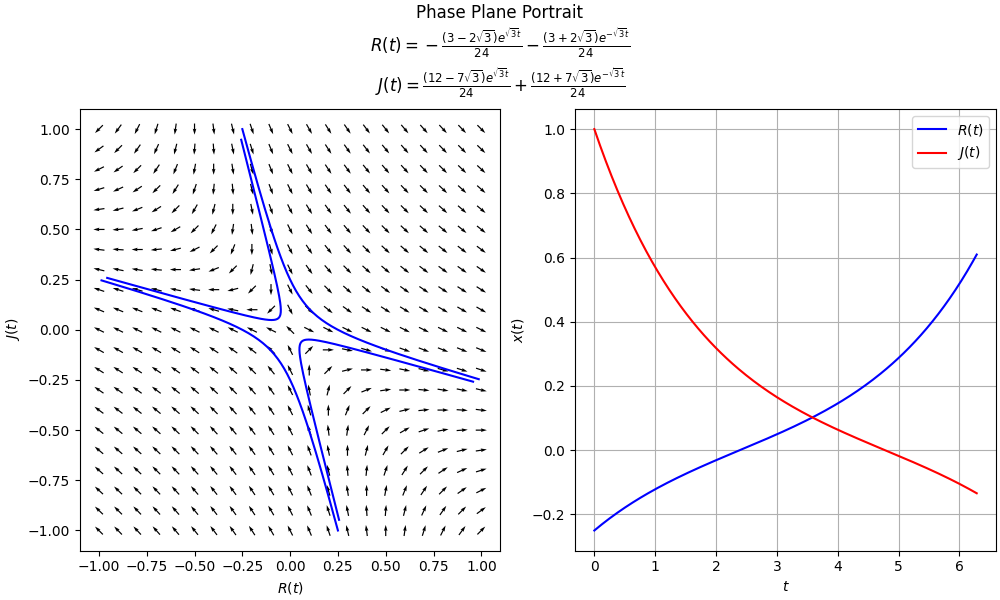 Phase Plane Portrait
R(t) = −\frac{(3−2√3)e^{√3t}}{24} − \frac{(3+2√3)e^{−√3t}}{24}
J(t) = \frac{(12−7√3)e^{√3t}}{24} + \frac{(12+7√3)e^{−√3t}}{24}
J(t)
1.00
0.75
0.50
0.25
0.00
−0.25
−0.50
−0.75
−1.00
−1.00 −0.75 −0.50 −0.25 0.00 0.25 0.50 0.75 1.00
R(t)
x(t)
1.0
0.8
0.6
0.4
0.2
0.0
−0.2
0 1 2 3 4 5 6
t
R(t)
J(t)